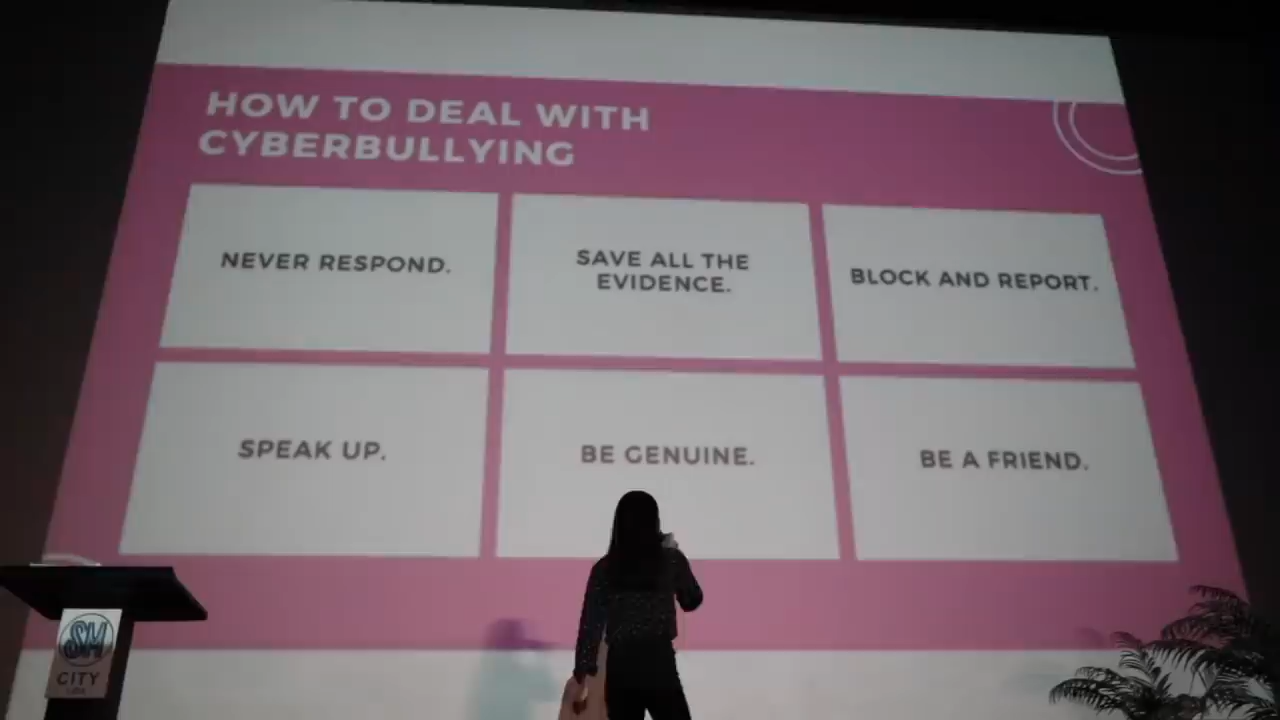 HOW TO DEAL WITH
CYBERBULLYING
NEVER RESPOND.
SAVE ALL THE
EVIDENCE.
BLOCK AND REPORT.
SPEAK UP.
BE GENUINE.
BE A FRIEND.
SM
CITY